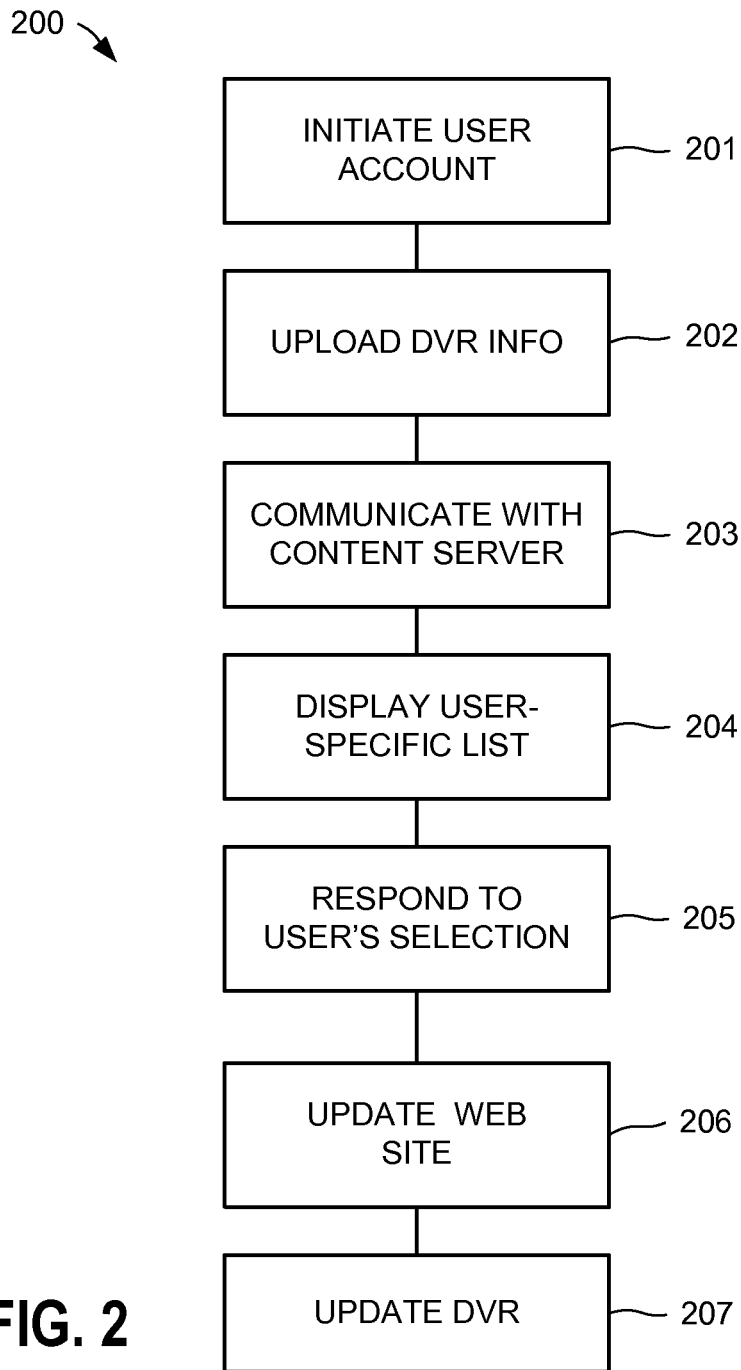 200
INITIATE USER
ACCOUNT
201
UPLOAD DVR INFO
202
COMMUNICATE WITH
CONTENT SERVER
203
DISPLAY USER-
SPECIFIC LIST
204
RESPOND TO
USER'S SELECTION
205
UPDATE WEB
SITE
206
UPDATE DVR
207
FIG. 2